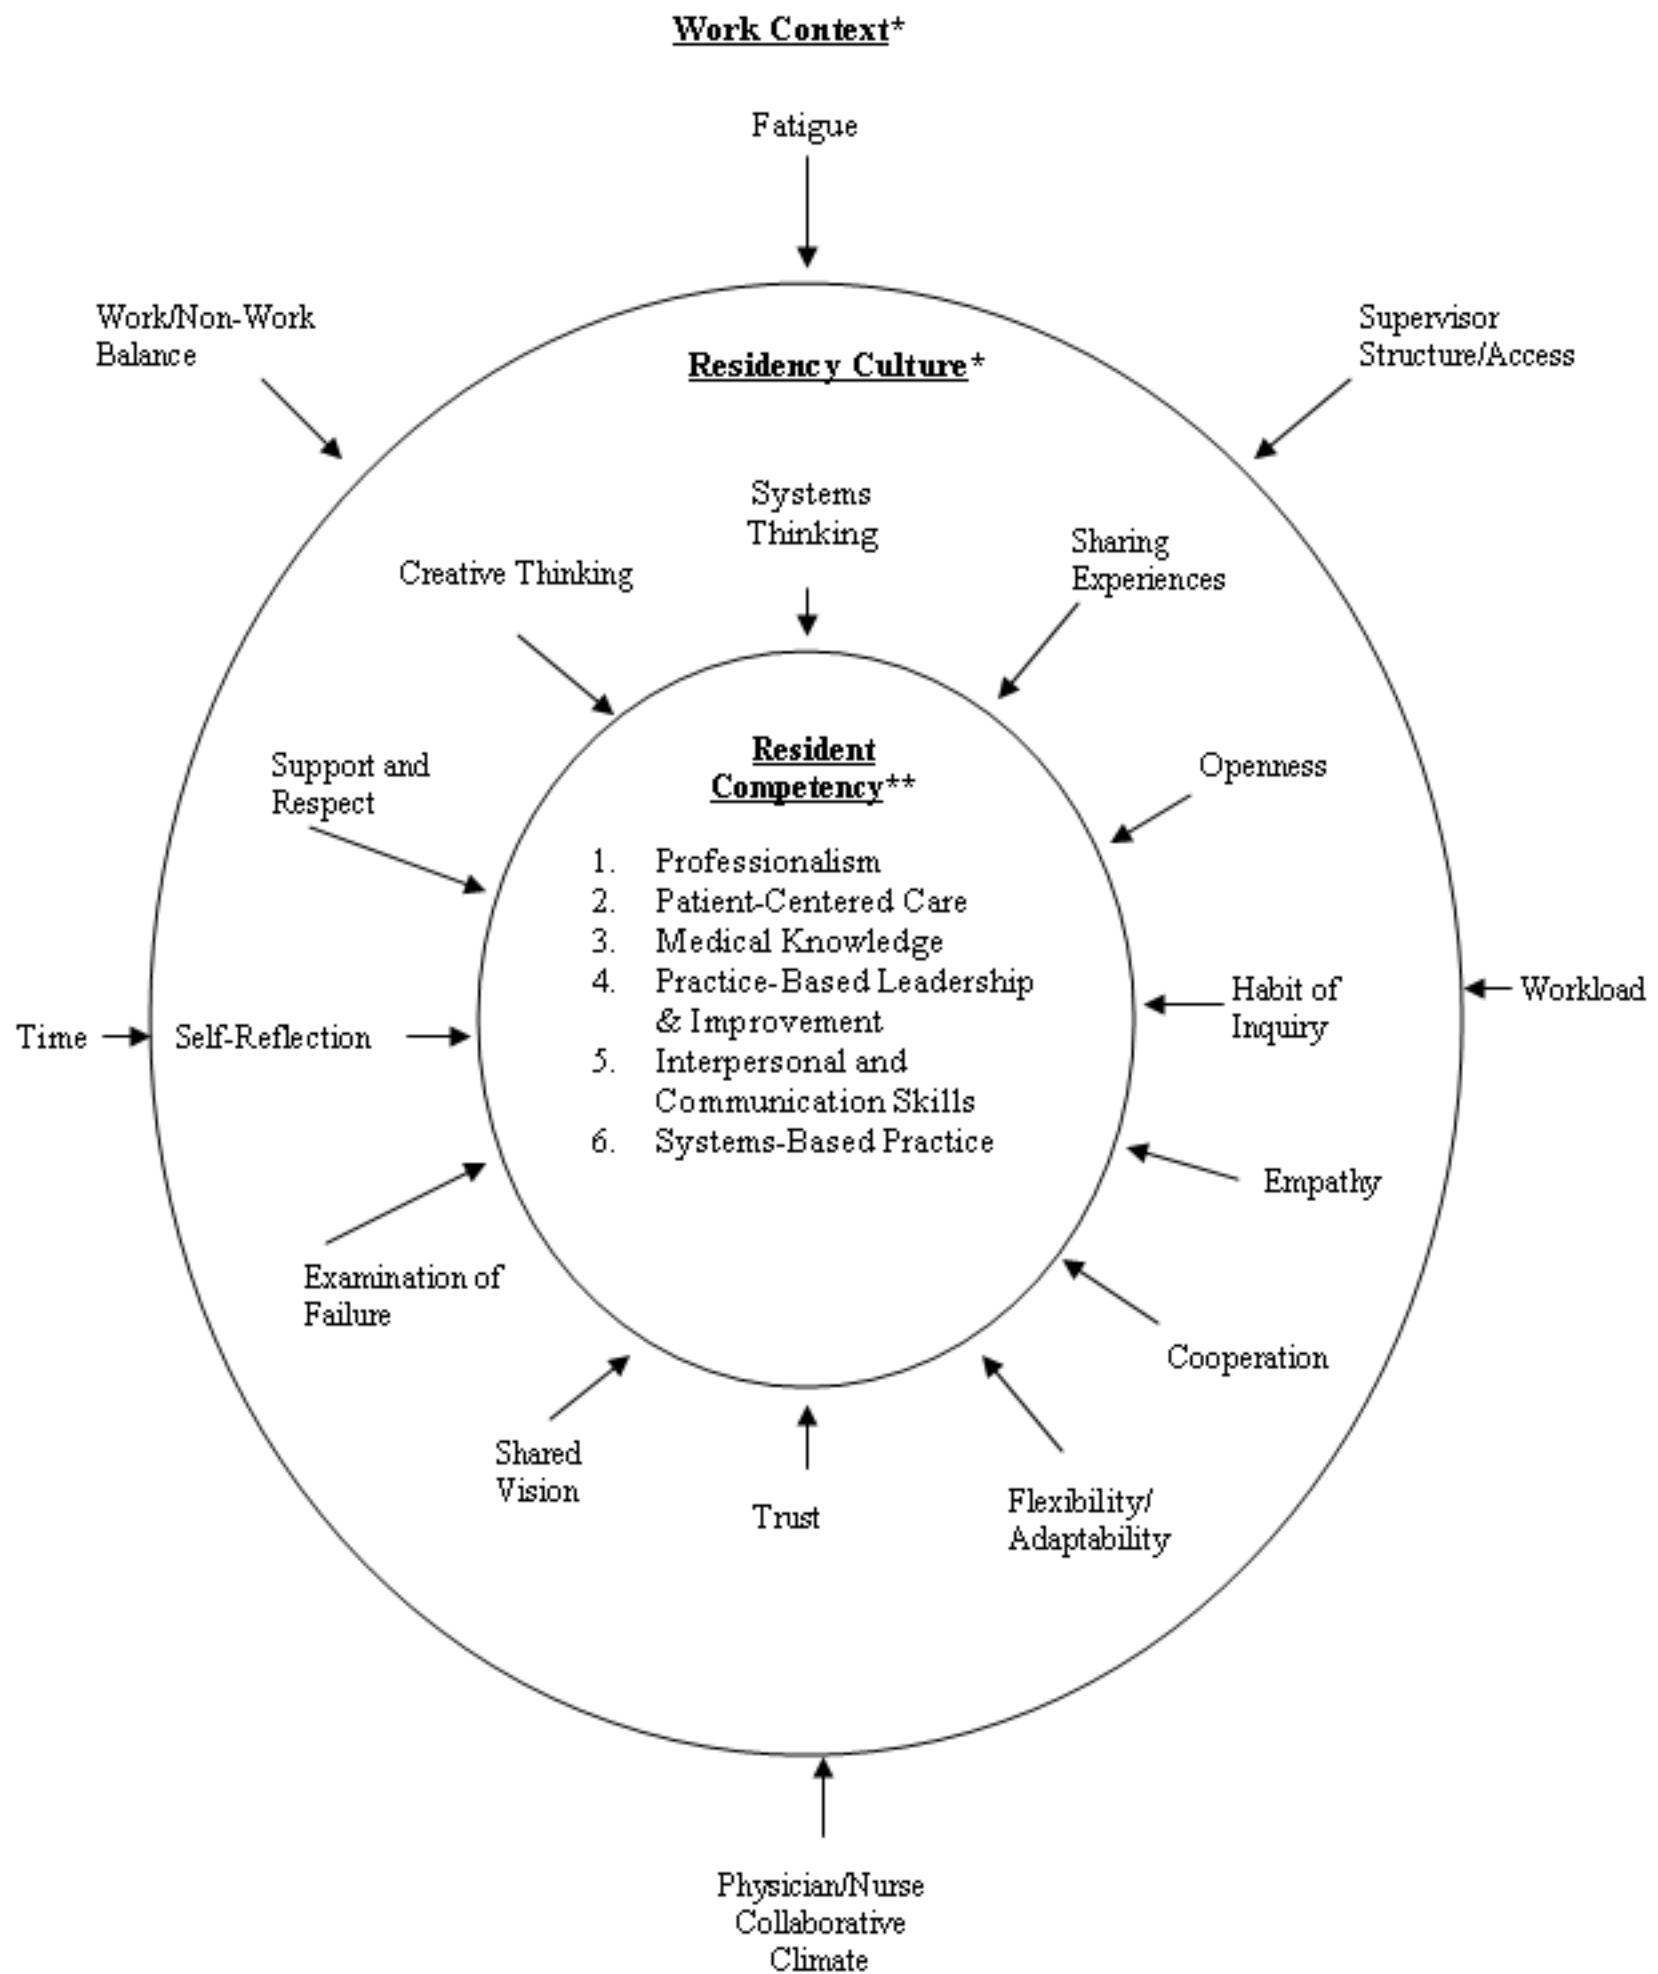 Work Context*
Fatigue
Work/Non-Work
Balance
Supervisor
Structure/Access
Residency Culture*
Systems
Thinking
Sharing
Experiences
Creative Thinking
Resident
Competency**
Support and
Respect
Openness
1. Professionalism
2. Patient-Centered Care
3. Medical Knowledge
4. Practice-Based Leadership
& Improvement
5. Interpersonal and
Communication Skills
6. Systems-Based Practice
Time
Self-Reflection
Habit of
Inquiry
Workload
Empathy
Examination of
Failure
Cooperation
Shared
Vision
Trust
Flexibility/
Adaptability
Physician/Nurse
Collaborative
Climate